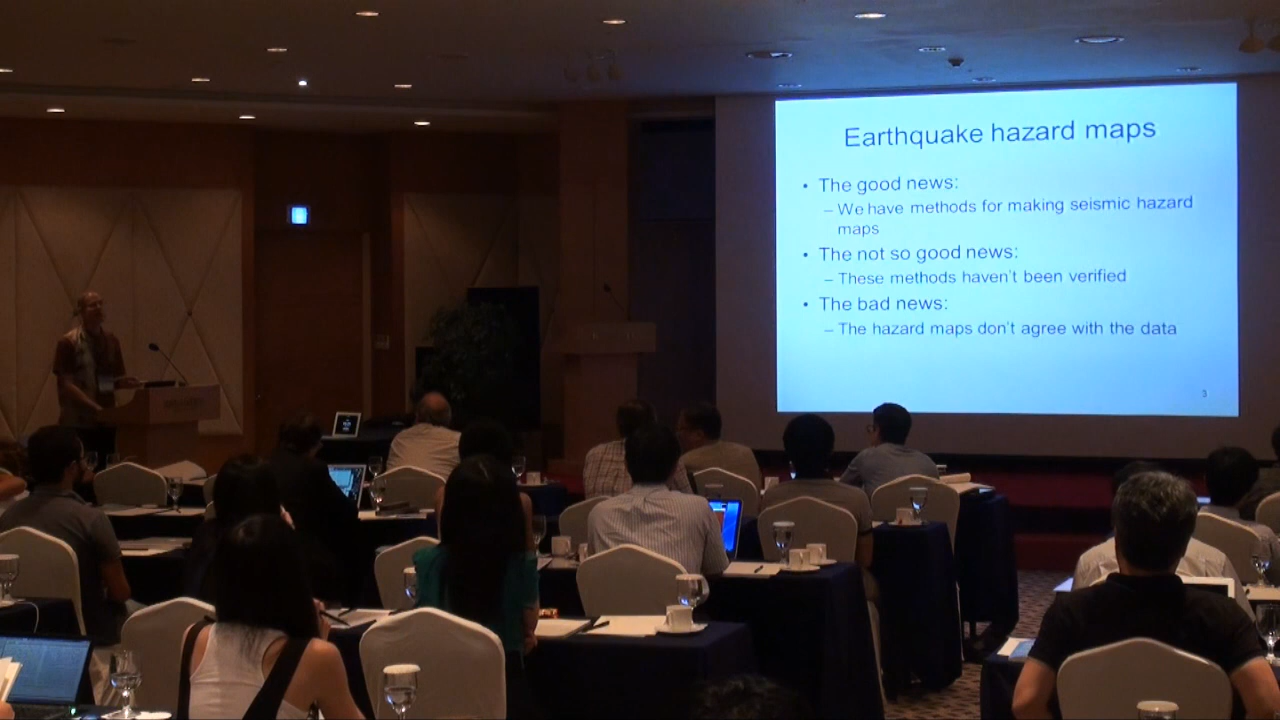 Earthquake hazard maps
• The good news:
– We have methods for making seismic hazard
maps
• The not so good news:
– These methods haven't been verified
• The bad news:
– The hazard maps don't agree with the data
3